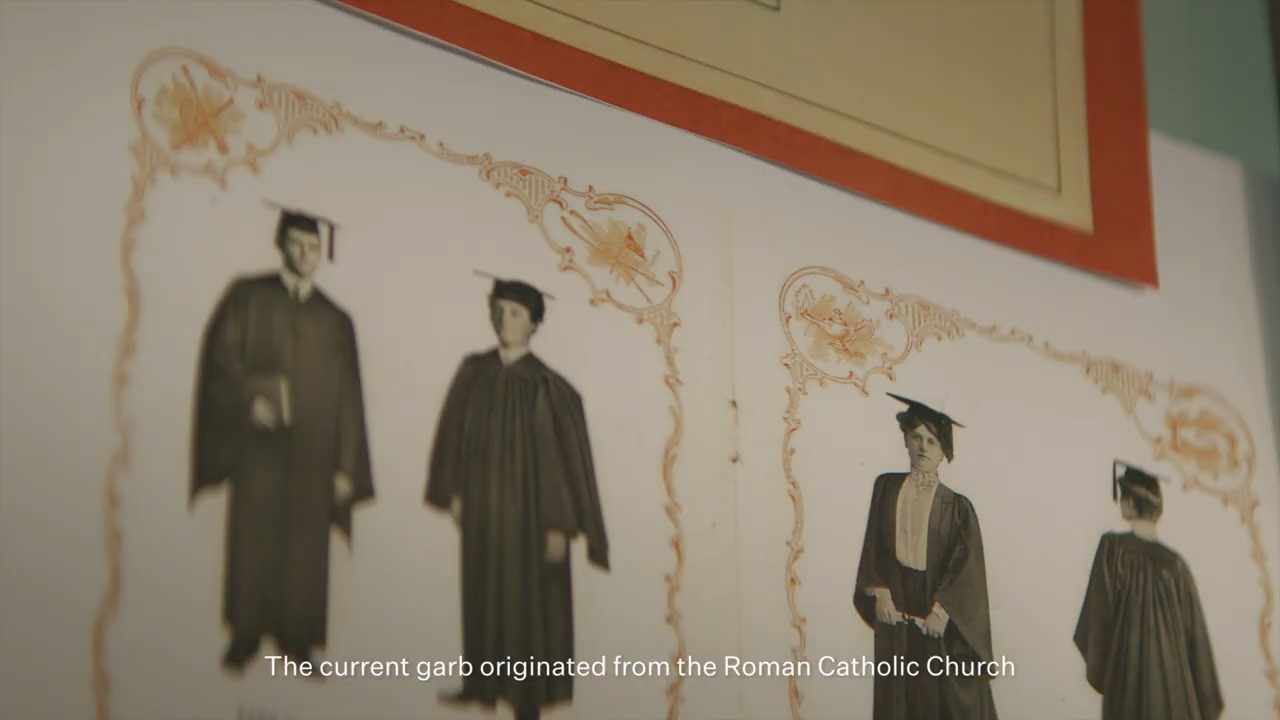 The current garb originated from the Roman Catholic Church